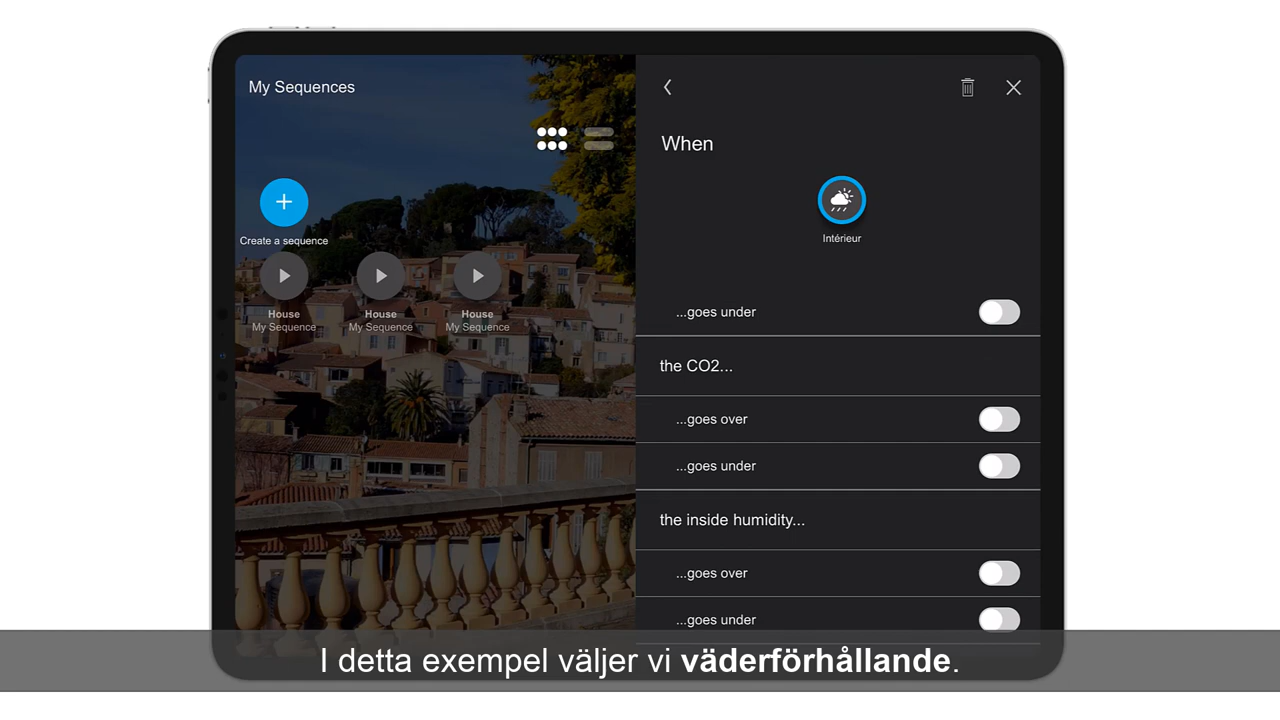 My Sequences
Create a sequence
House
My Sequence
House
My Sequence
House
My Sequence
When
Intérieur
...goes under
the CO2...
...goes over
...goes under
the inside humidity...
...goes over
...goes under
I detta exempel väljer vi väderförhållande.